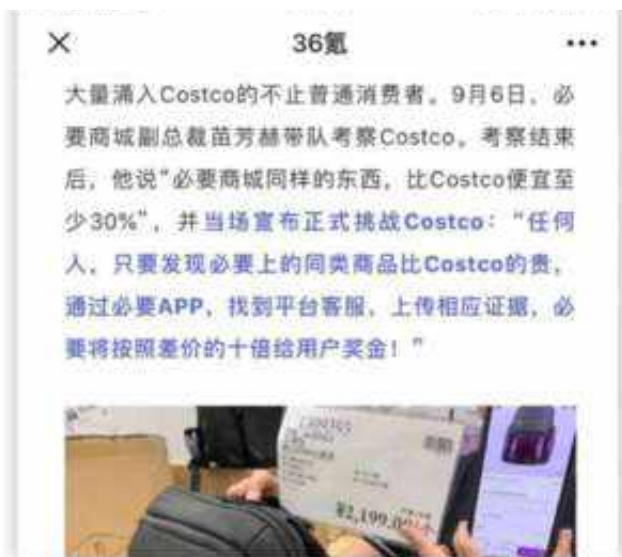 36氪
大量涌入Costco的不止普通消费者。9月6日，必
要商城副总裁苗芳赫带队考察Costco。考察结束
后，他说“必要商城同样的东西，比Costco便宜至
少30%”，并当场宣布正式挑战Costco：“任何
人，只要发现必要上的同类商品比Costco的贵，
通过必要APP，找到平台客服，上传相应证据，必
要将按照差价的十倍给用户奖金！”
¥2,199.0